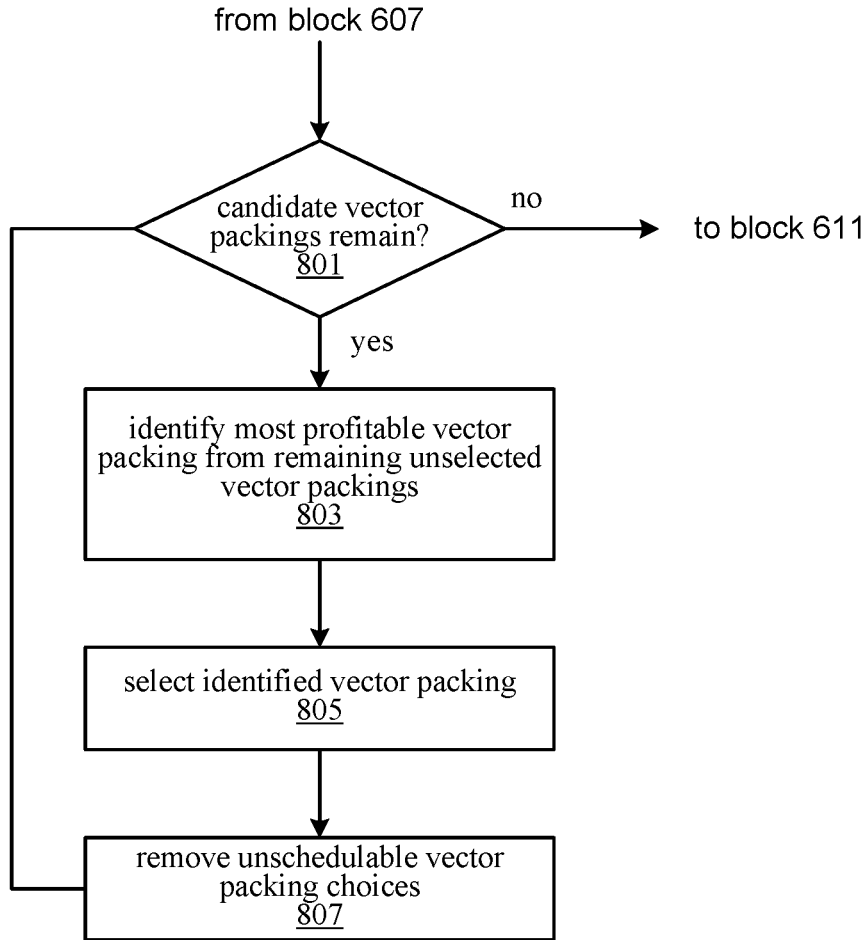 from block 607
candidate vector
packings remain?
801
no
to block 611
yes
identify most profitable vector
packing from remaining unselected
vector packings
803
select identified vector packing
805
remove unschedulable vector
packing choices
807